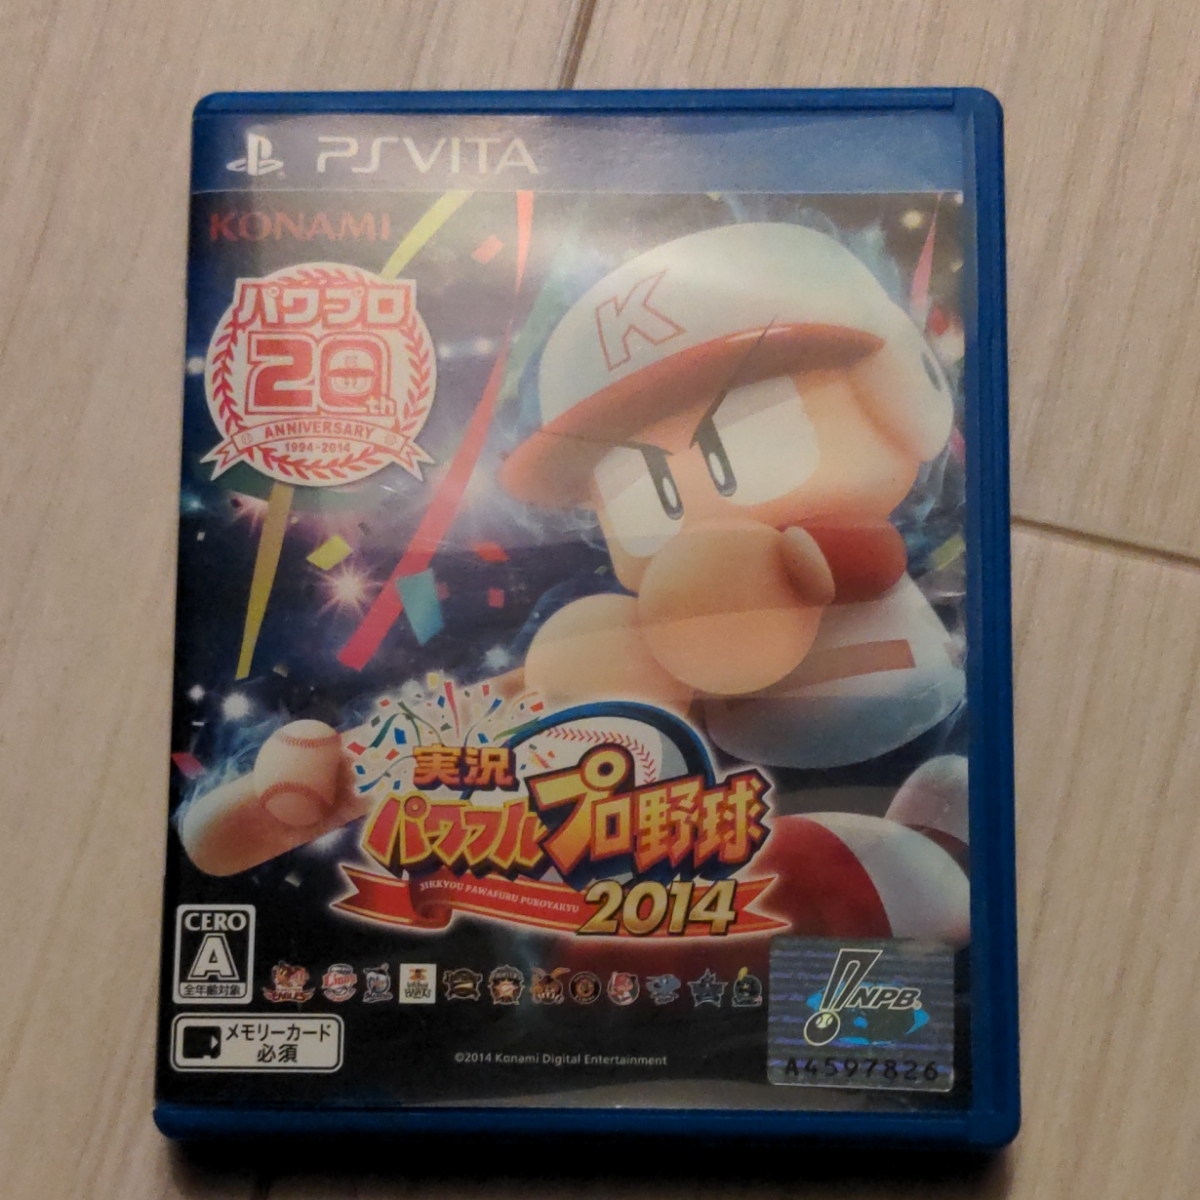 PSVITA
KONAMI
K
パワプロ
20th
ANNIVERSARY
1994-2014
実況
パワフルプロ野球
JIKKYOU PAWAFURU PUROYAKYU
2014
CERO
A
全年齢対象
メモリーカード
必須
©2014 Konami Digital Entertainment
NPB
A4597826